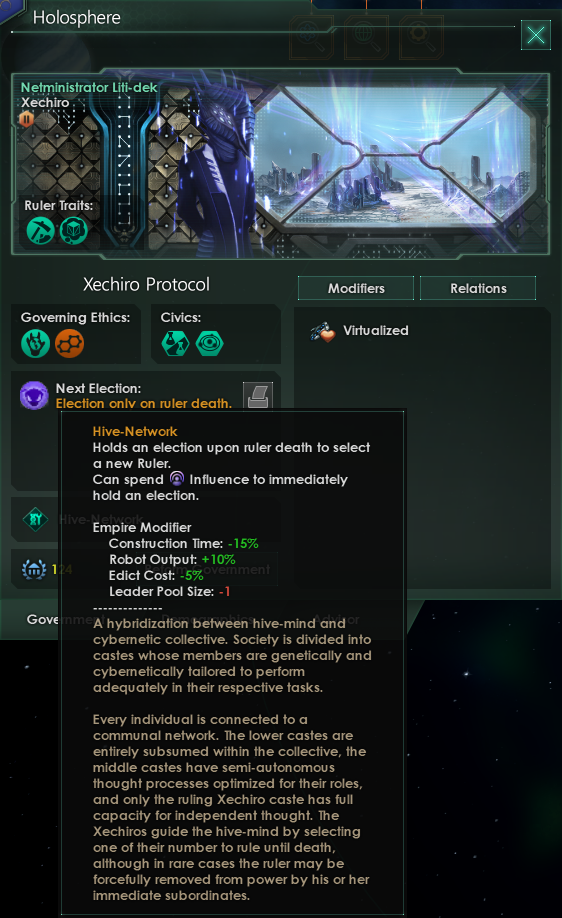 Holosphere
Netministrator Liti-dek
Xechiro
Ruler Traits:
Xechiro Protocol
Modifiers
Relations
Governing Ethics:
Civics:
Virtualized
Next Election:
Election only on ruler death.
Hive-Network
Holds an election upon ruler death to select
a new Ruler.
Can spend Influence to immediately
hold an election.
Empire Modifier
Construction Time: -15%
Robot Output: +10%
Edict Cost: -5%
Leader Pool Size: -1
--------------
A hybridization between hive-mind and
cybernetic collective. Society is divided into
castes whose members are genetically and
cybernetically tailored to perform
adequately in their respective tasks.
Every individual is connected to a
communal network. The lower castes are
entirely subsumed within the collective, the
middle castes have semi-autonomous
thought processes optimized for their roles,
and only the ruling Xechiro caste has full
capacity for independent thought. The
Xechiros guide the hive-mind by selecting
one of their number to rule until death,
although in rare cases the ruler may be
forcefully removed from power by his or her
immediate subordinates.
Hive-Network
124